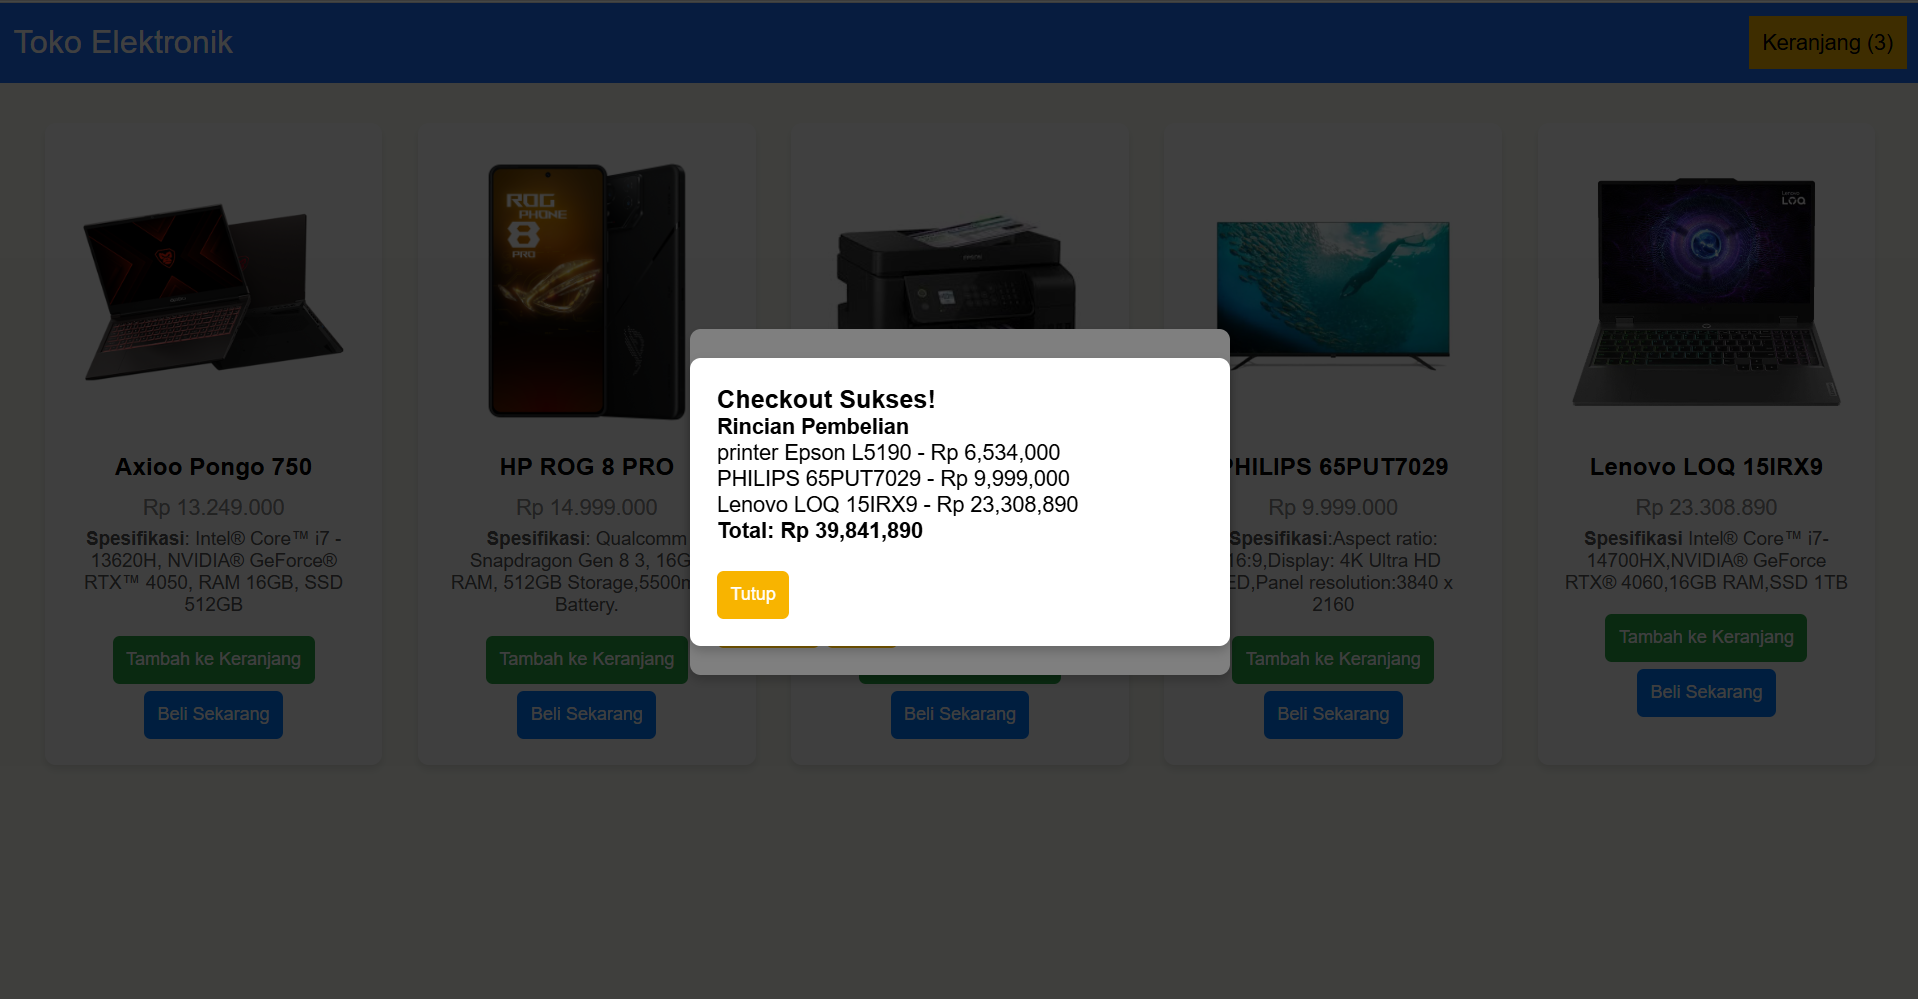 Toko Elektronik
Keranjang (3)
ROG
PHONE
8
PRO
EPSON
Lenovo
LOQ
Checkout Sukses!
Rincian Pembelian
printer Epson L5190 - Rp 6,534,000
PHILIPS 65PUT7029 - Rp 9,999,000
Lenovo LOQ 15IRX9 - Rp 23,308,890
Total: Rp 39,841,890
Tutup
Axioo Pongo 750
Rp 13.249.000
Spesifikasi: Intel® Core™ i7 -
13620H, NVIDIA® GeForce®
RTX™ 4050, RAM 16GB, SSD
512GB
Tambah ke Keranjang
Beli Sekarang
HP ROG 8 PRO
Rp 14.999.000
Spesifikasi: Qualcomm
Snapdragon Gen 8 3, 16G
RAM, 512GB Storage,5500
Battery.
Tambah ke Keranjang
Beli Sekarang
Beli Sekarang
PHILIPS 65PUT7029
Rp 9.999.000
Spesifikasi:Aspect ratio:
16:9,Display: 4K Ultra HD
ED,Panel resolution:3840 x
2160
Tambah ke Keranjang
Beli Sekarang
Lenovo LOQ 15IRX9
Rp 23.308.890
Spesifikasi Intel® Core™ i7-
14700HX,NVIDIA® GeForce
RTX® 4060,16GB RAM,SSD 1TB
Tambah ke Keranjang
Beli Sekarang